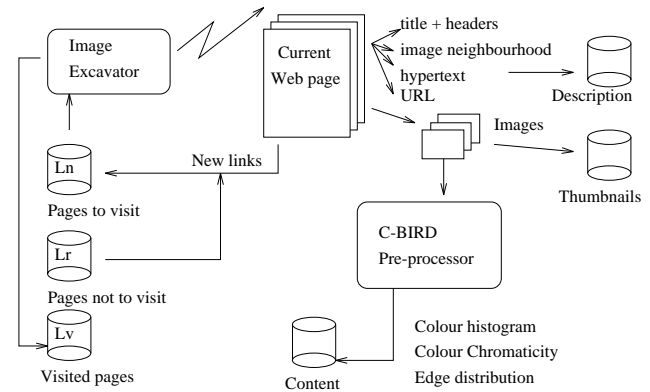 Image
Excavator
Current
Web page
title + headers
image neighbourhood
hypertext
URL
Description
Images
Thumbnails
New links
Ln
Pages to visit
Lr
Pages not to visit
Lv
Visited pages
C-BIRD
Pre-processor
Content
Colour histogram
Colour Chromaticity
Edge distribution